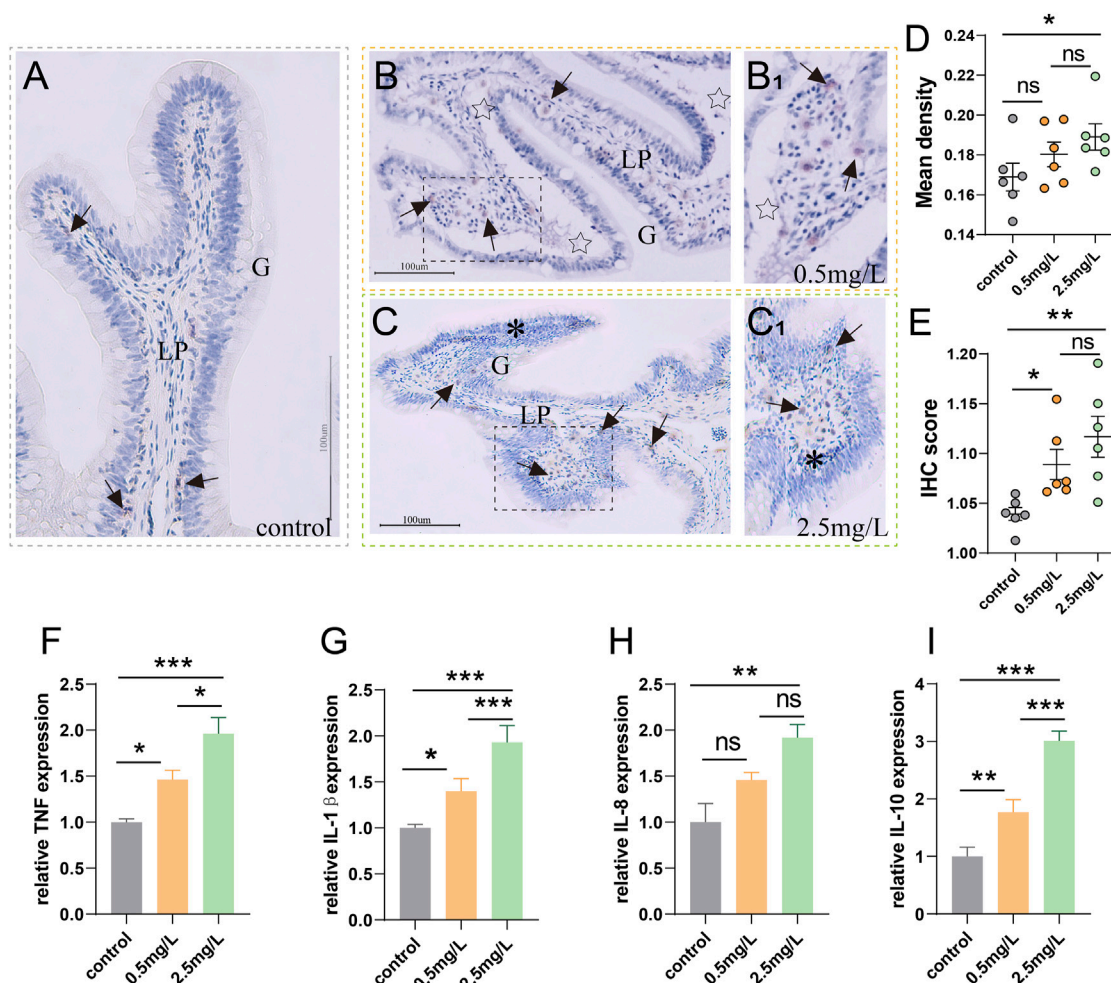 A
LP
G
100um
control
B
LP
G
100um
B1
0.5mg/L
C
*
G
LP
100um
C1
*
2.5mg/L
D
Mean density
0.24
0.22
0.20
0.18
0.16
0.14
*
ns
ns
control
0.5mg/L
2.5mg/L
E
IHC score
1.20
1.15
1.10
1.05
1.00
**
*
ns
control
0.5mg/L
2.5mg/L
F
relative TNF expression
2.5
2.0
1.5
1.0
0.5
0.0
***
*
*
control
0.5mg/L
2.5mg/L
G
relative IL-1β expression
2.5
2.0
1.5
1.0
0.5
0.0
***
***
*
control
0.5mg/L
2.5mg/L
H
relative IL-8 expression
2.5
2.0
1.5
1.0
0.5
0.0
**
ns
ns
control
0.5mg/L
2.5mg/L
I
relative IL-10 expression
4
3
2
1
0
***
***
**
control
0.5mg/L
2.5mg/L